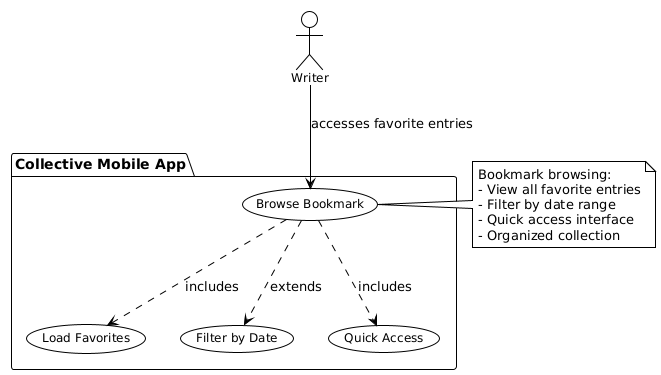 Writer
accesses favorite entries
Collective Mobile App
Bookmark browsing:
- View all favorite entries
- Filter by date range
- Quick access interface
- Organized collection
Browse Bookmark
includes
extends
includes
Load Favorites
Filter by Date
Quick Access